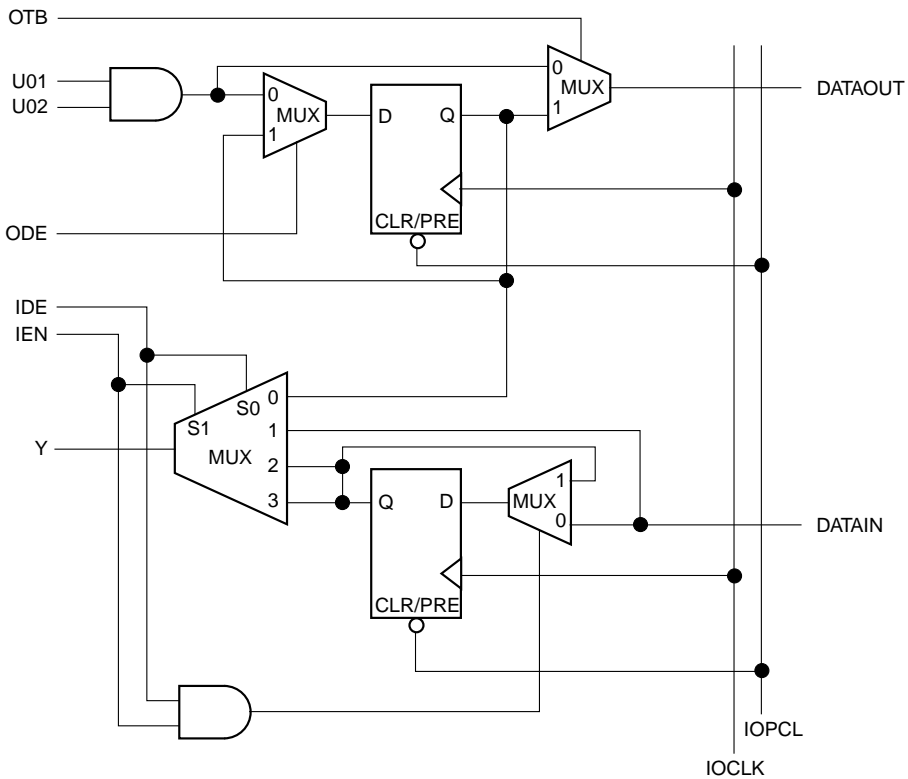 OTB
U01
U02
0
MUX
1
D
Q
CLR/PRE
0
MUX
1
DATAOUT
ODE
IDE
IEN
S1
S0
0
1
MUX
2
3
Y
Q
D
CLR/PRE
MUX
1
0
DATAIN
IOPCL
IOCLK